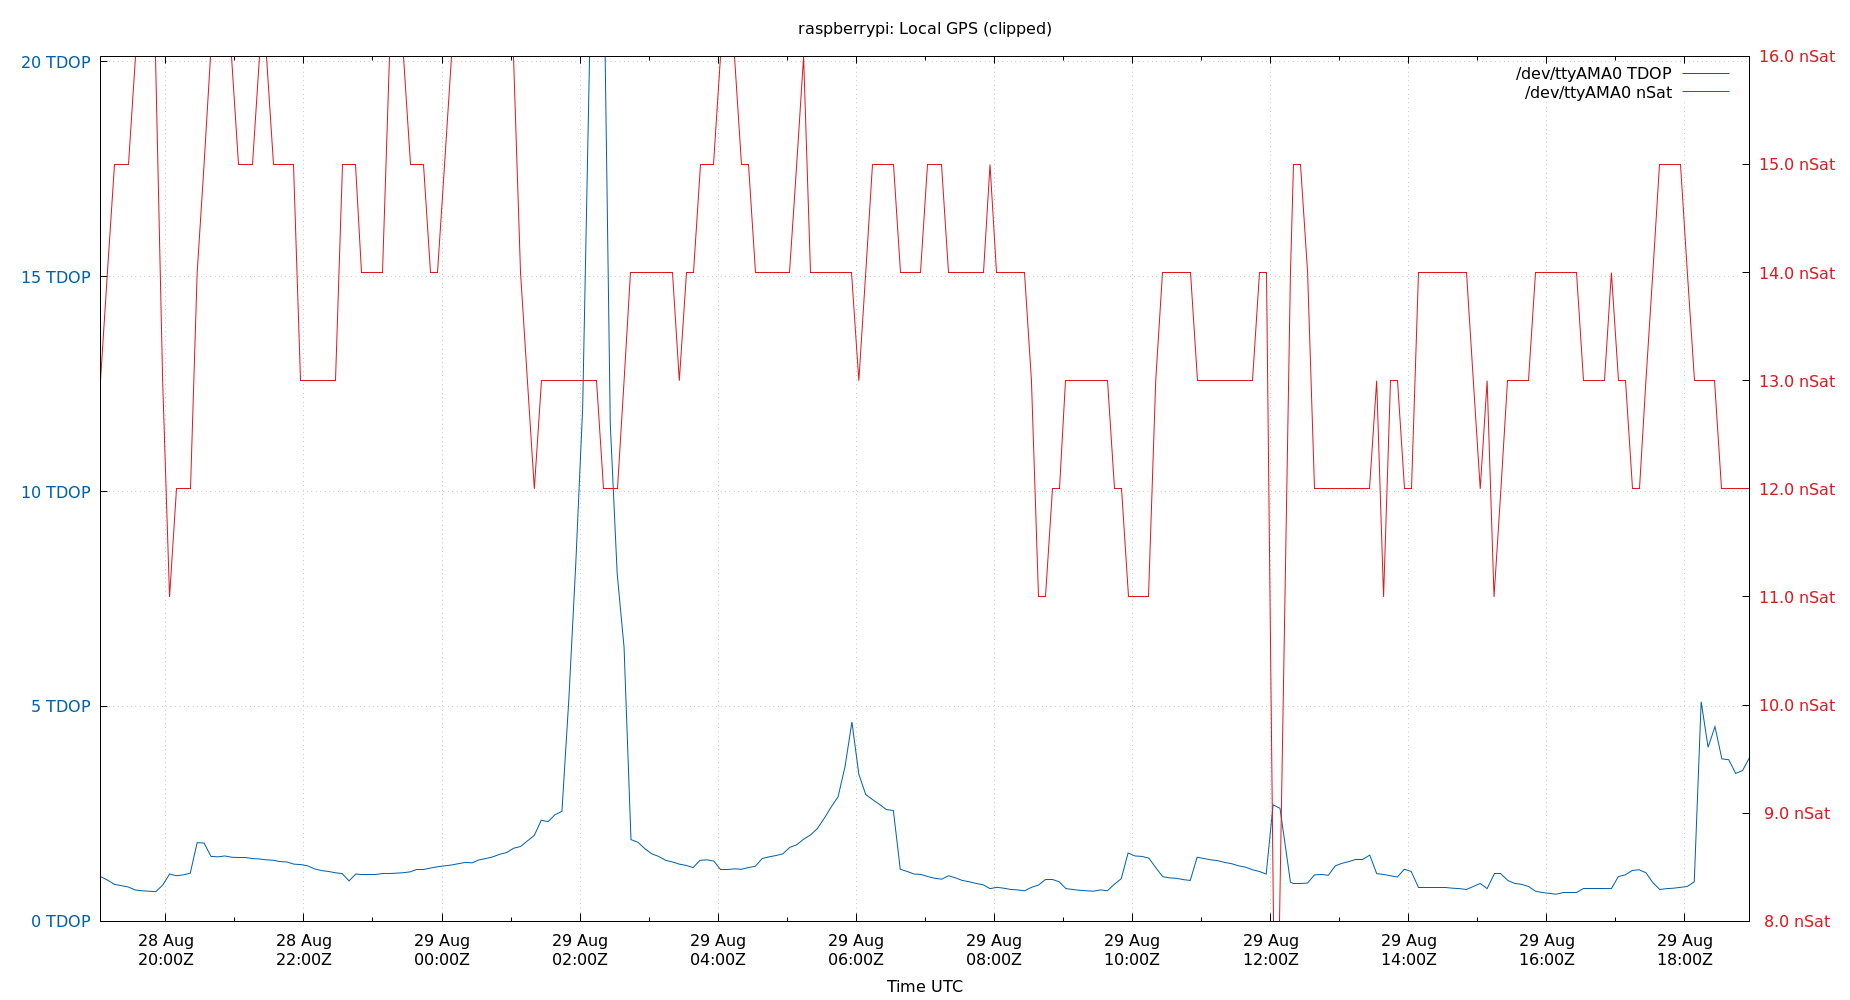 raspberrypi: Local GPS (clipped)
/dev/ttyAMA0 TDOP
/dev/ttyAMA0 nSat
20 TDOP
15 TDOP
10 TDOP
5 TDOP
0 TDOP
16.0 nSat
15.0 nSat
14.0 nSat
13.0 nSat
12.0 nSat
11.0 nSat
10.0 nSat
9.0 nSat
8.0 nSat
28 Aug 28 Aug 29 Aug 29 Aug 29 Aug 29 Aug 29 Aug 29 Aug 29 Aug 29 Aug 29 Aug 29 Aug
20:00Z 22:00Z 00:00Z 02:00Z 04:00Z 06:00Z 08:00Z 10:00Z 12:00Z 14:00Z 16:00Z 18:00Z
Time UTC